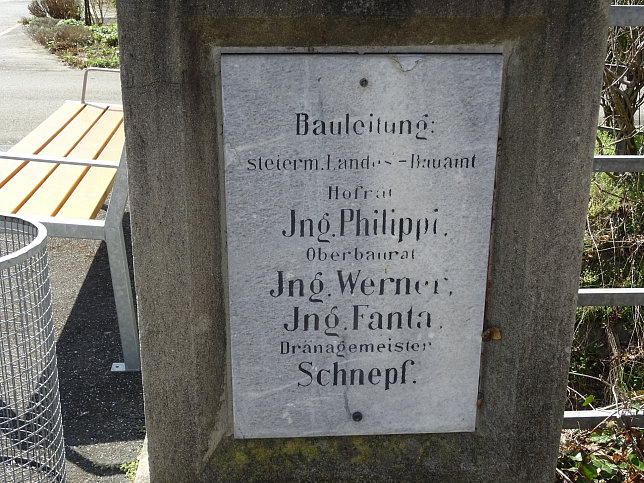 Bauleitung:
steierm. Landes-Bauamt
Hofrat
Jng. Philippi,
Oberbaurat
Jng. Werner,
Jng. Fanta,
Dränagemeister
Schnepf.